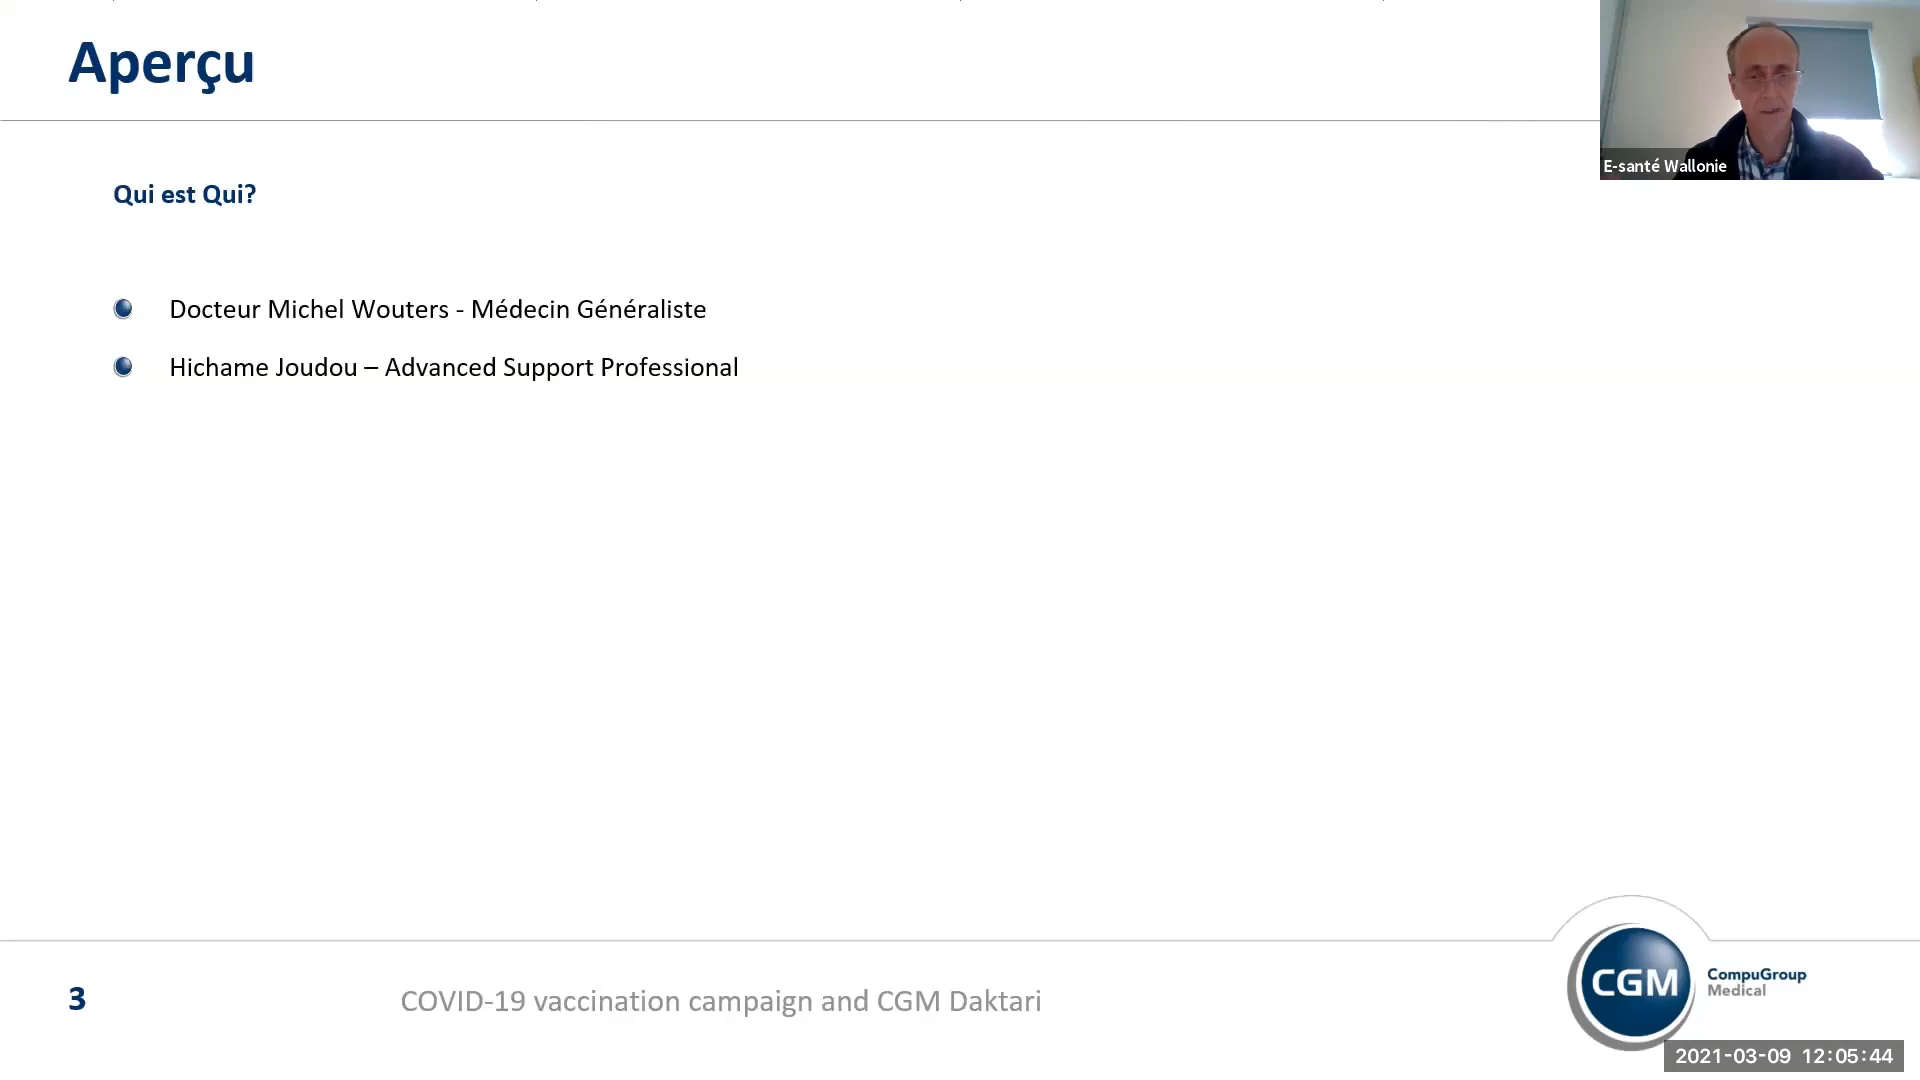 Aperçu
E-santé Wallonie
Qui est Qui?
Docteur Michel Wouters - Médecin Généraliste
Hichame Joudou – Advanced Support Professional
3
COVID-19 vaccination campaign and CGM Daktari
CGM
CompuGroup
Medical
2021-03-09 12:05:44